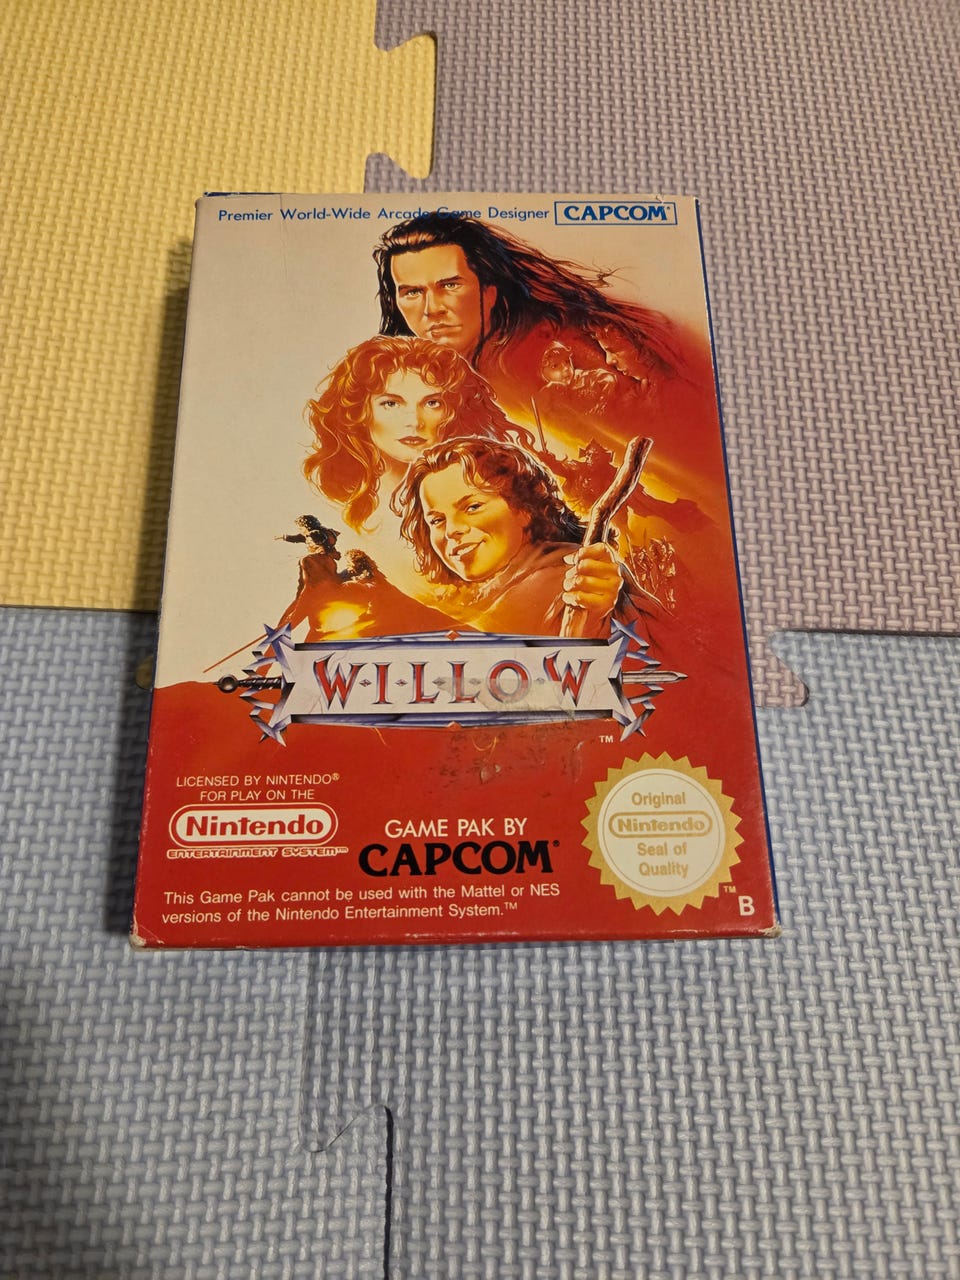 Premier World-Wide Arcade Game Designer CAPCOM®
W·I·L·L·O·W
TM
LICENSED BY NINTENDO®
FOR PLAY ON THE
Nintendo
ENTERTAINMENT SYSTEM™
GAME PAK BY
CAPCOM®
This Game Pak cannot be used with the Mattel or NES
versions of the Nintendo Entertainment System.™
Original
Nintendo
Seal of
Quality
TM
B